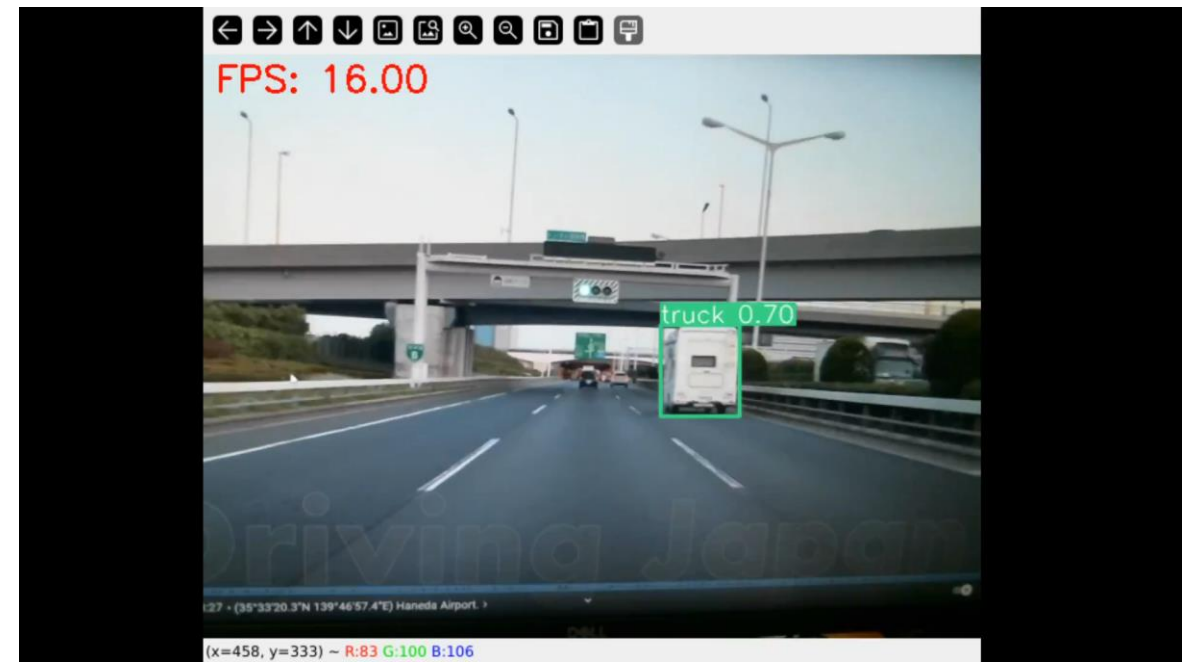 FPS: 16.00
truck 0.70
Driving Japan
:27 • (35°33'20.3"N 139°46'57.4"E) Haneda Airport. >
DELL
(x=458, y=333) ~ R:83 G:100 B:106